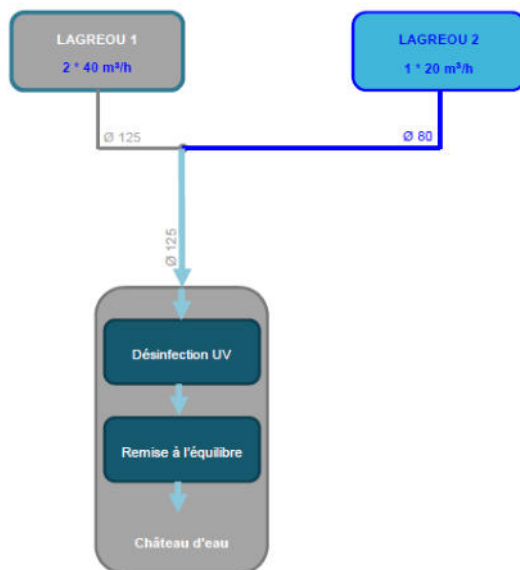 LAGREOU 1
2 * 40 m³/h
LAGREOU 2
1 * 20 m³/h
Ø 125
Ø 80
Ø 125
Désinfection UV
Remise à l'équilibre
Château d'eau